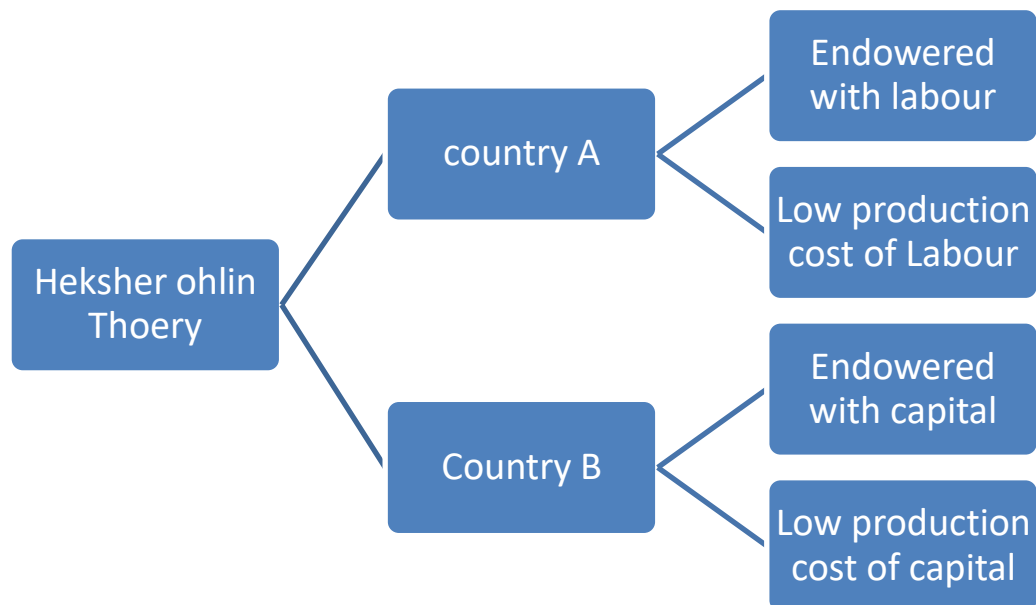 Heksher ohlin
Thoery
country A
Endowered
with labour
Low production
cost of Labour
Country B
Endowered
with capital
Low production
cost of capital